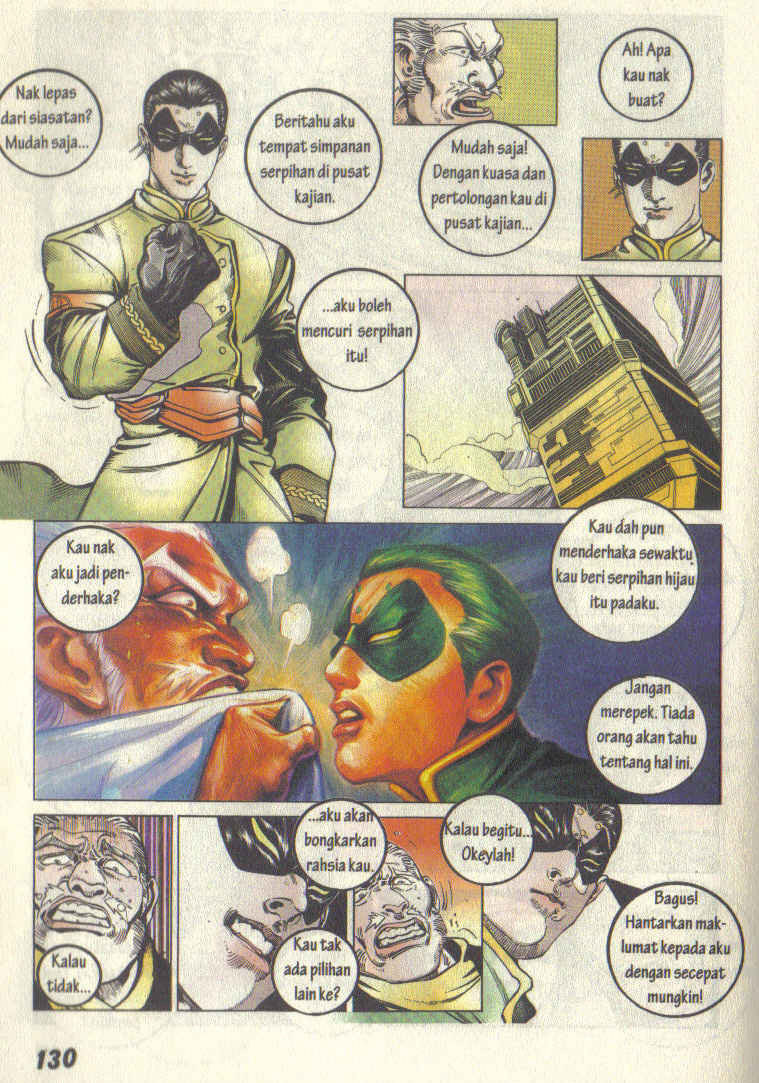 Nak lepas
dari siasatan?
Mudah saja...
Beritahu aku
tempat simpanan
serpihan di pusat
kajian.
Ah! Apa
kau nak
buat?
Mudah saja!
Dengan kuasa dan
pertolongan kau di
pusat kajian...
...aku boleh
mencuri serpihan
itu!
Kau nak
aku jadi pen-
derhaka?
Kau dah pun
menderhaka sewaktu
kau beri serpihan hijau
itu padaku.
Jangan
merepek. Tiada
orang akan tahu
tentang hal ini.
Kalau
tidak...
...aku akan
bongkarkan
rahsia kau.
Kau tak
ada pilihan
lain ke?
Kalau begitu...
Okeylah!
Bagus!
Hantarkan mak-
lumat kepada aku
dengan secepat
mungkin!
130